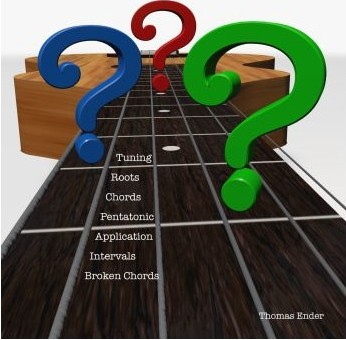 Tuning
Roots
Chords
Pentatonic
Application
Intervals
Broken Chords
Thomas Ender